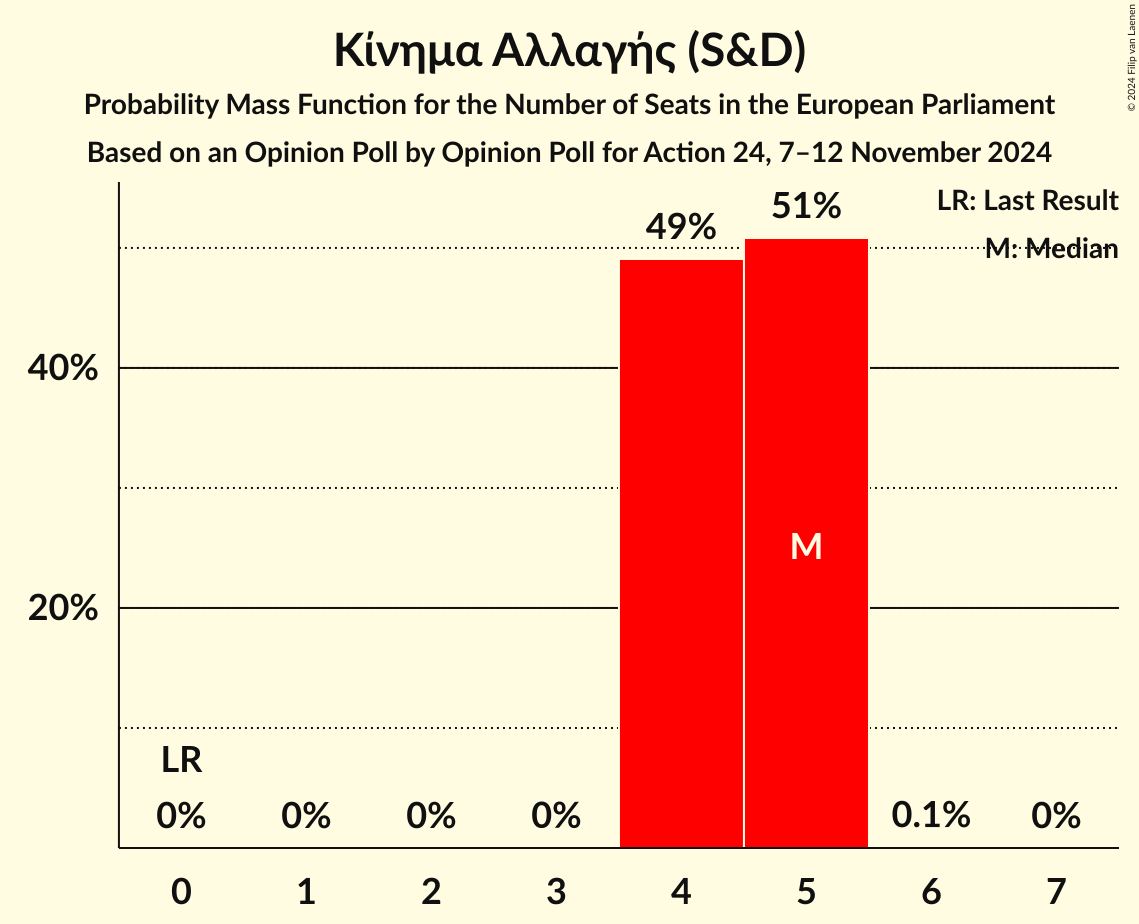 Κίνημα Αλλαγής (S&D)
Probability Mass Function for the Number of Seats in the European Parliament
Based on an Opinion Poll by Opinion Poll for Action 24, 7–12 November 2024
© 2024 Filip van Laenen
LR: Last Result
M: Median
51%
49%
40%
M
20%
LR
0% 0% 0% 0% 0.1% 0%
0 1 2 3 4 5 6 7